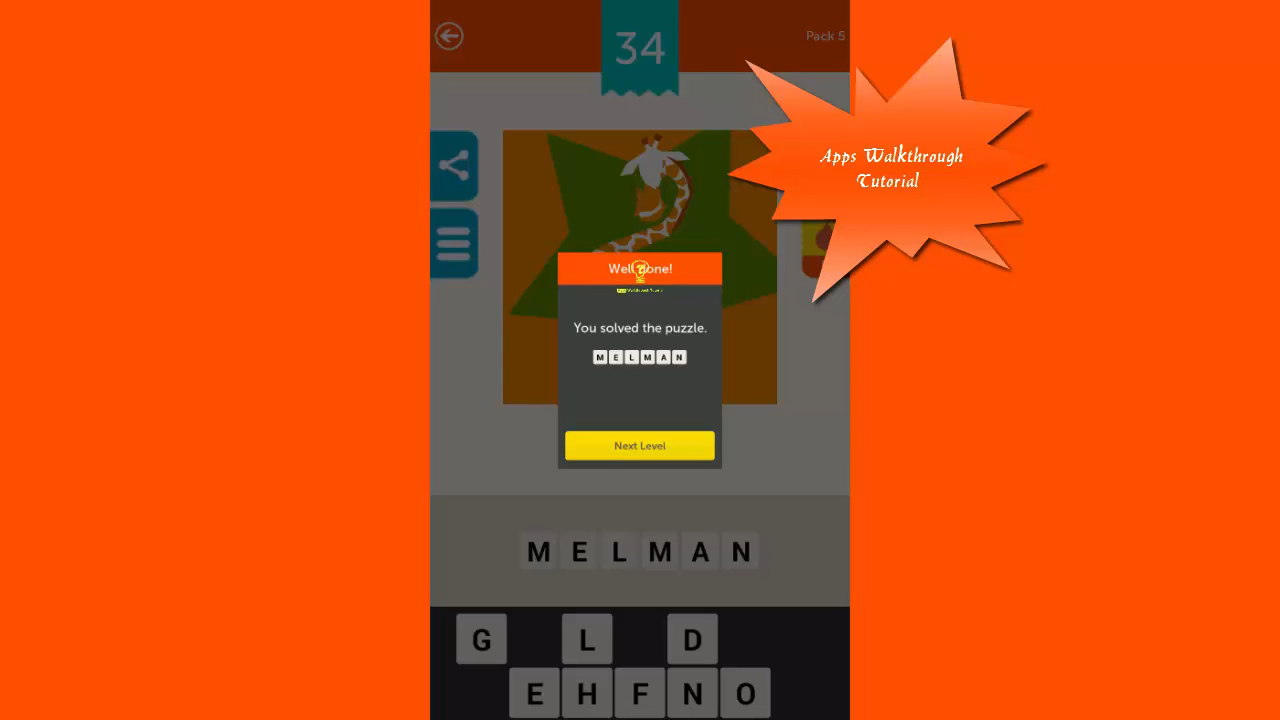 34
Pack 5
Apps Walkthrough
Tutorial
Well Done!
You solved the puzzle.
MELMAN
Next Level
MELMAN
G L D
E H F N O